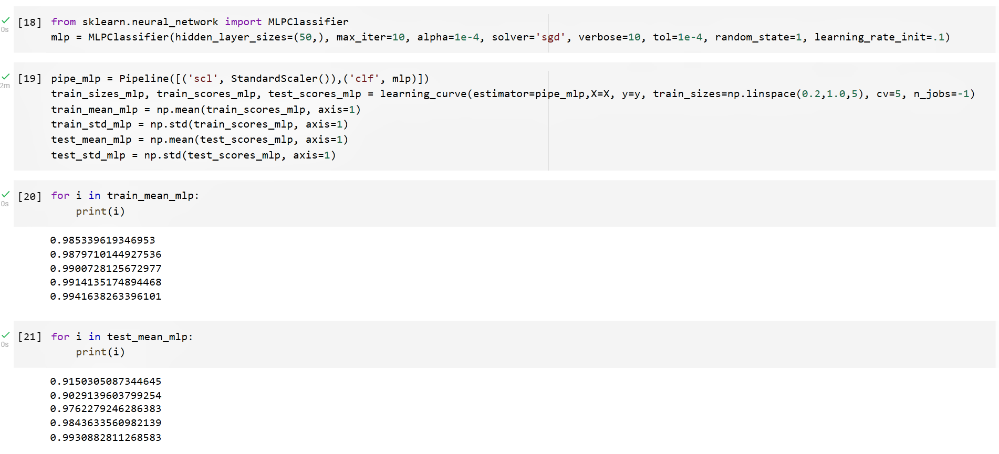 [18] from sklearn.neural_network import MLPClassifier
0s
mlp = MLPClassifier(hidden_layer_sizes=(50,), max_iter=10, alpha=1e-4, solver='sgd', verbose=10, tol=1e-4, random_state=1, learning_rate_init=.1)
[19] pipe_mlp = Pipeline([('scl', StandardScaler()),('clf', mlp)])
2m
train_sizes_mlp, train_scores_mlp, test_scores_mlp = learning_curve(estimator=pipe_mlp,X=X, y=y, train_sizes=np.linspace(0.2,1.0,5), cv=5, n_jobs=-1)
train_mean_mlp = np.mean(train_scores_mlp, axis=1)
train_std_mlp = np.std(train_scores_mlp, axis=1)
test_mean_mlp = np.mean(test_scores_mlp, axis=1)
test_std_mlp = np.std(test_scores_mlp, axis=1)
[20] for i in train_mean_mlp:
0s
print(i)
0.985339619346953
0.9879710144927536
0.9900728125672977
0.9914135174894468
0.9941638263396101
[21] for i in test_mean_mlp:
0s
print(i)
0.9150305087344645
0.9029139603799254
0.9762279246286383
0.9843633560982139
0.9930882811268583